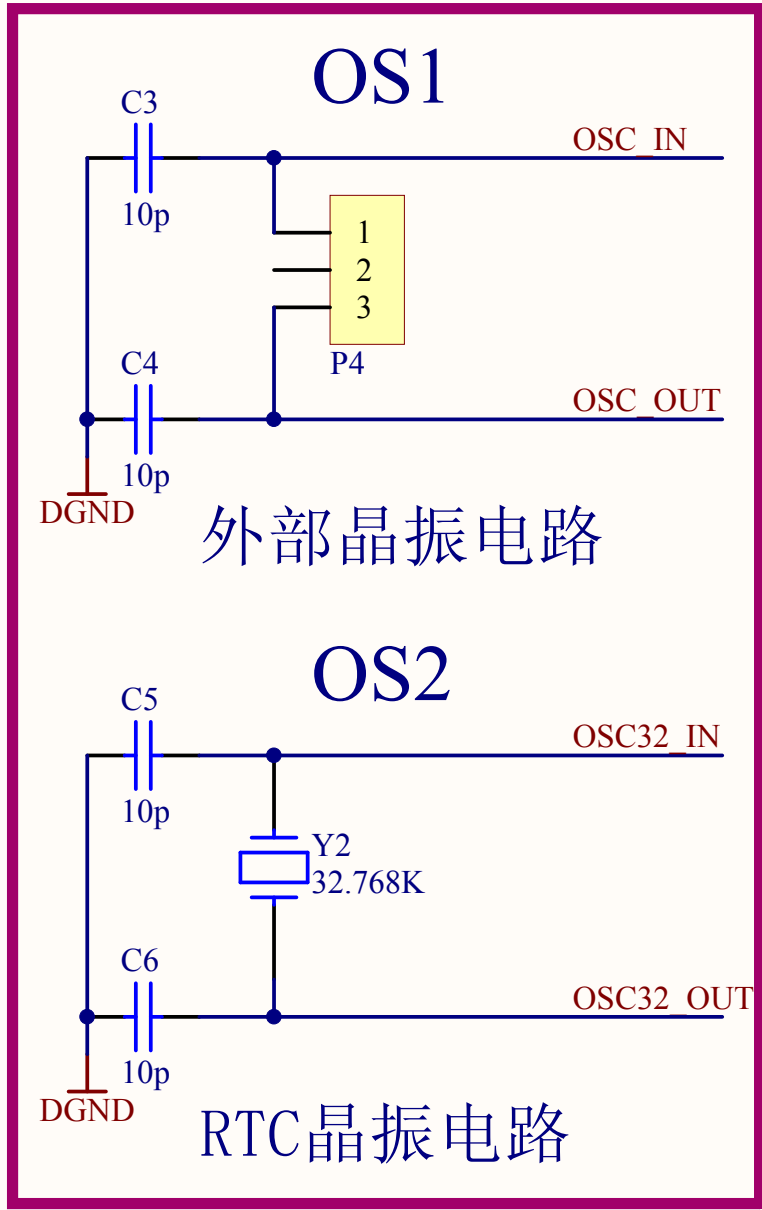 OS1
C3
OSC_IN
10p
1
2
3
C4
P4
OSC_OUT
10p
DGND
外部晶振电路
OS2
C5
OSC32_IN
10p
Y2
32.768K
C6
OSC32_OUT
10p
DGND
RTC晶振电路